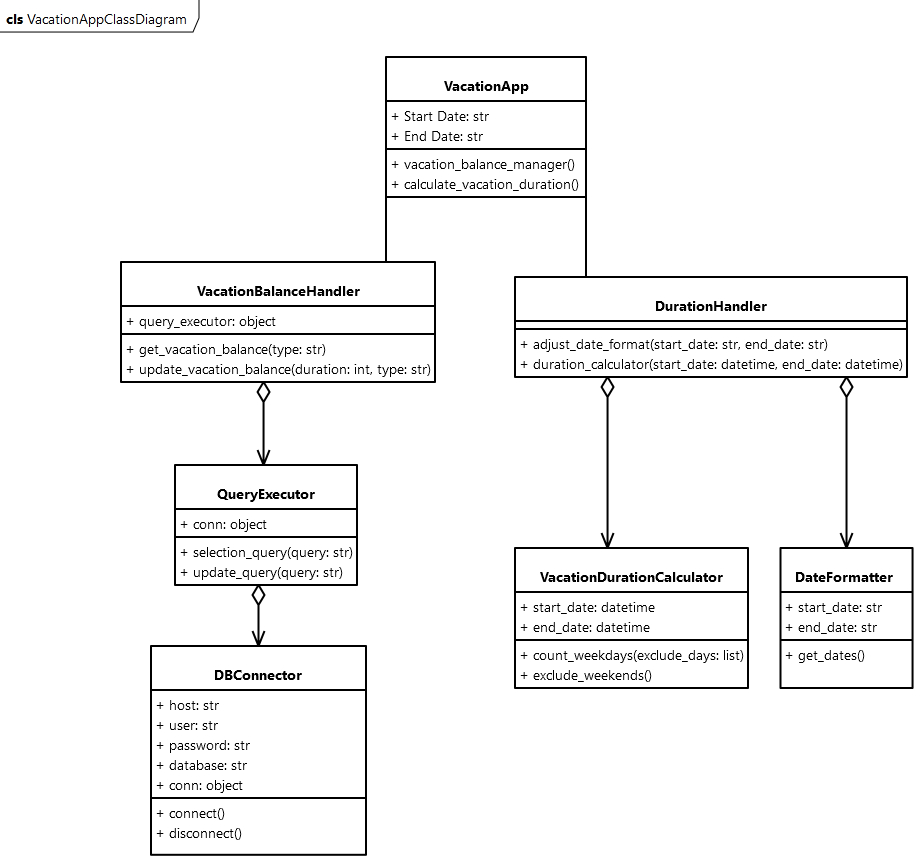 cls VacationAppClassDiagram
VacationApp
+ Start Date: str
+ End Date: str
+ vacation_balance_manager()
+ calculate_vacation_duration()
VacationBalanceHandler
+ query_executor: object
+ get_vacation_balance(type: str)
+ update_vacation_balance(duration: int, type: str)
DurationHandler
+ adjust_date_format(start_date: str, end_date: str)
+ duration_calculator(start_date: datetime, end_date: datetime)
QueryExecutor
+ conn: object
+ selection_query(query: str)
+ update_query(query: str)
VacationDurationCalculator
+ start_date: datetime
+ end_date: datetime
+ count_weekdays(exclude_days: list)
+ exclude_weekends()
DateFormatter
+ start_date: str
+ end_date: str
+ get_dates()
DBConnector
+ host: str
+ user: str
+ password: str
+ database: str
+ conn: object
+ connect()
+ disconnect()